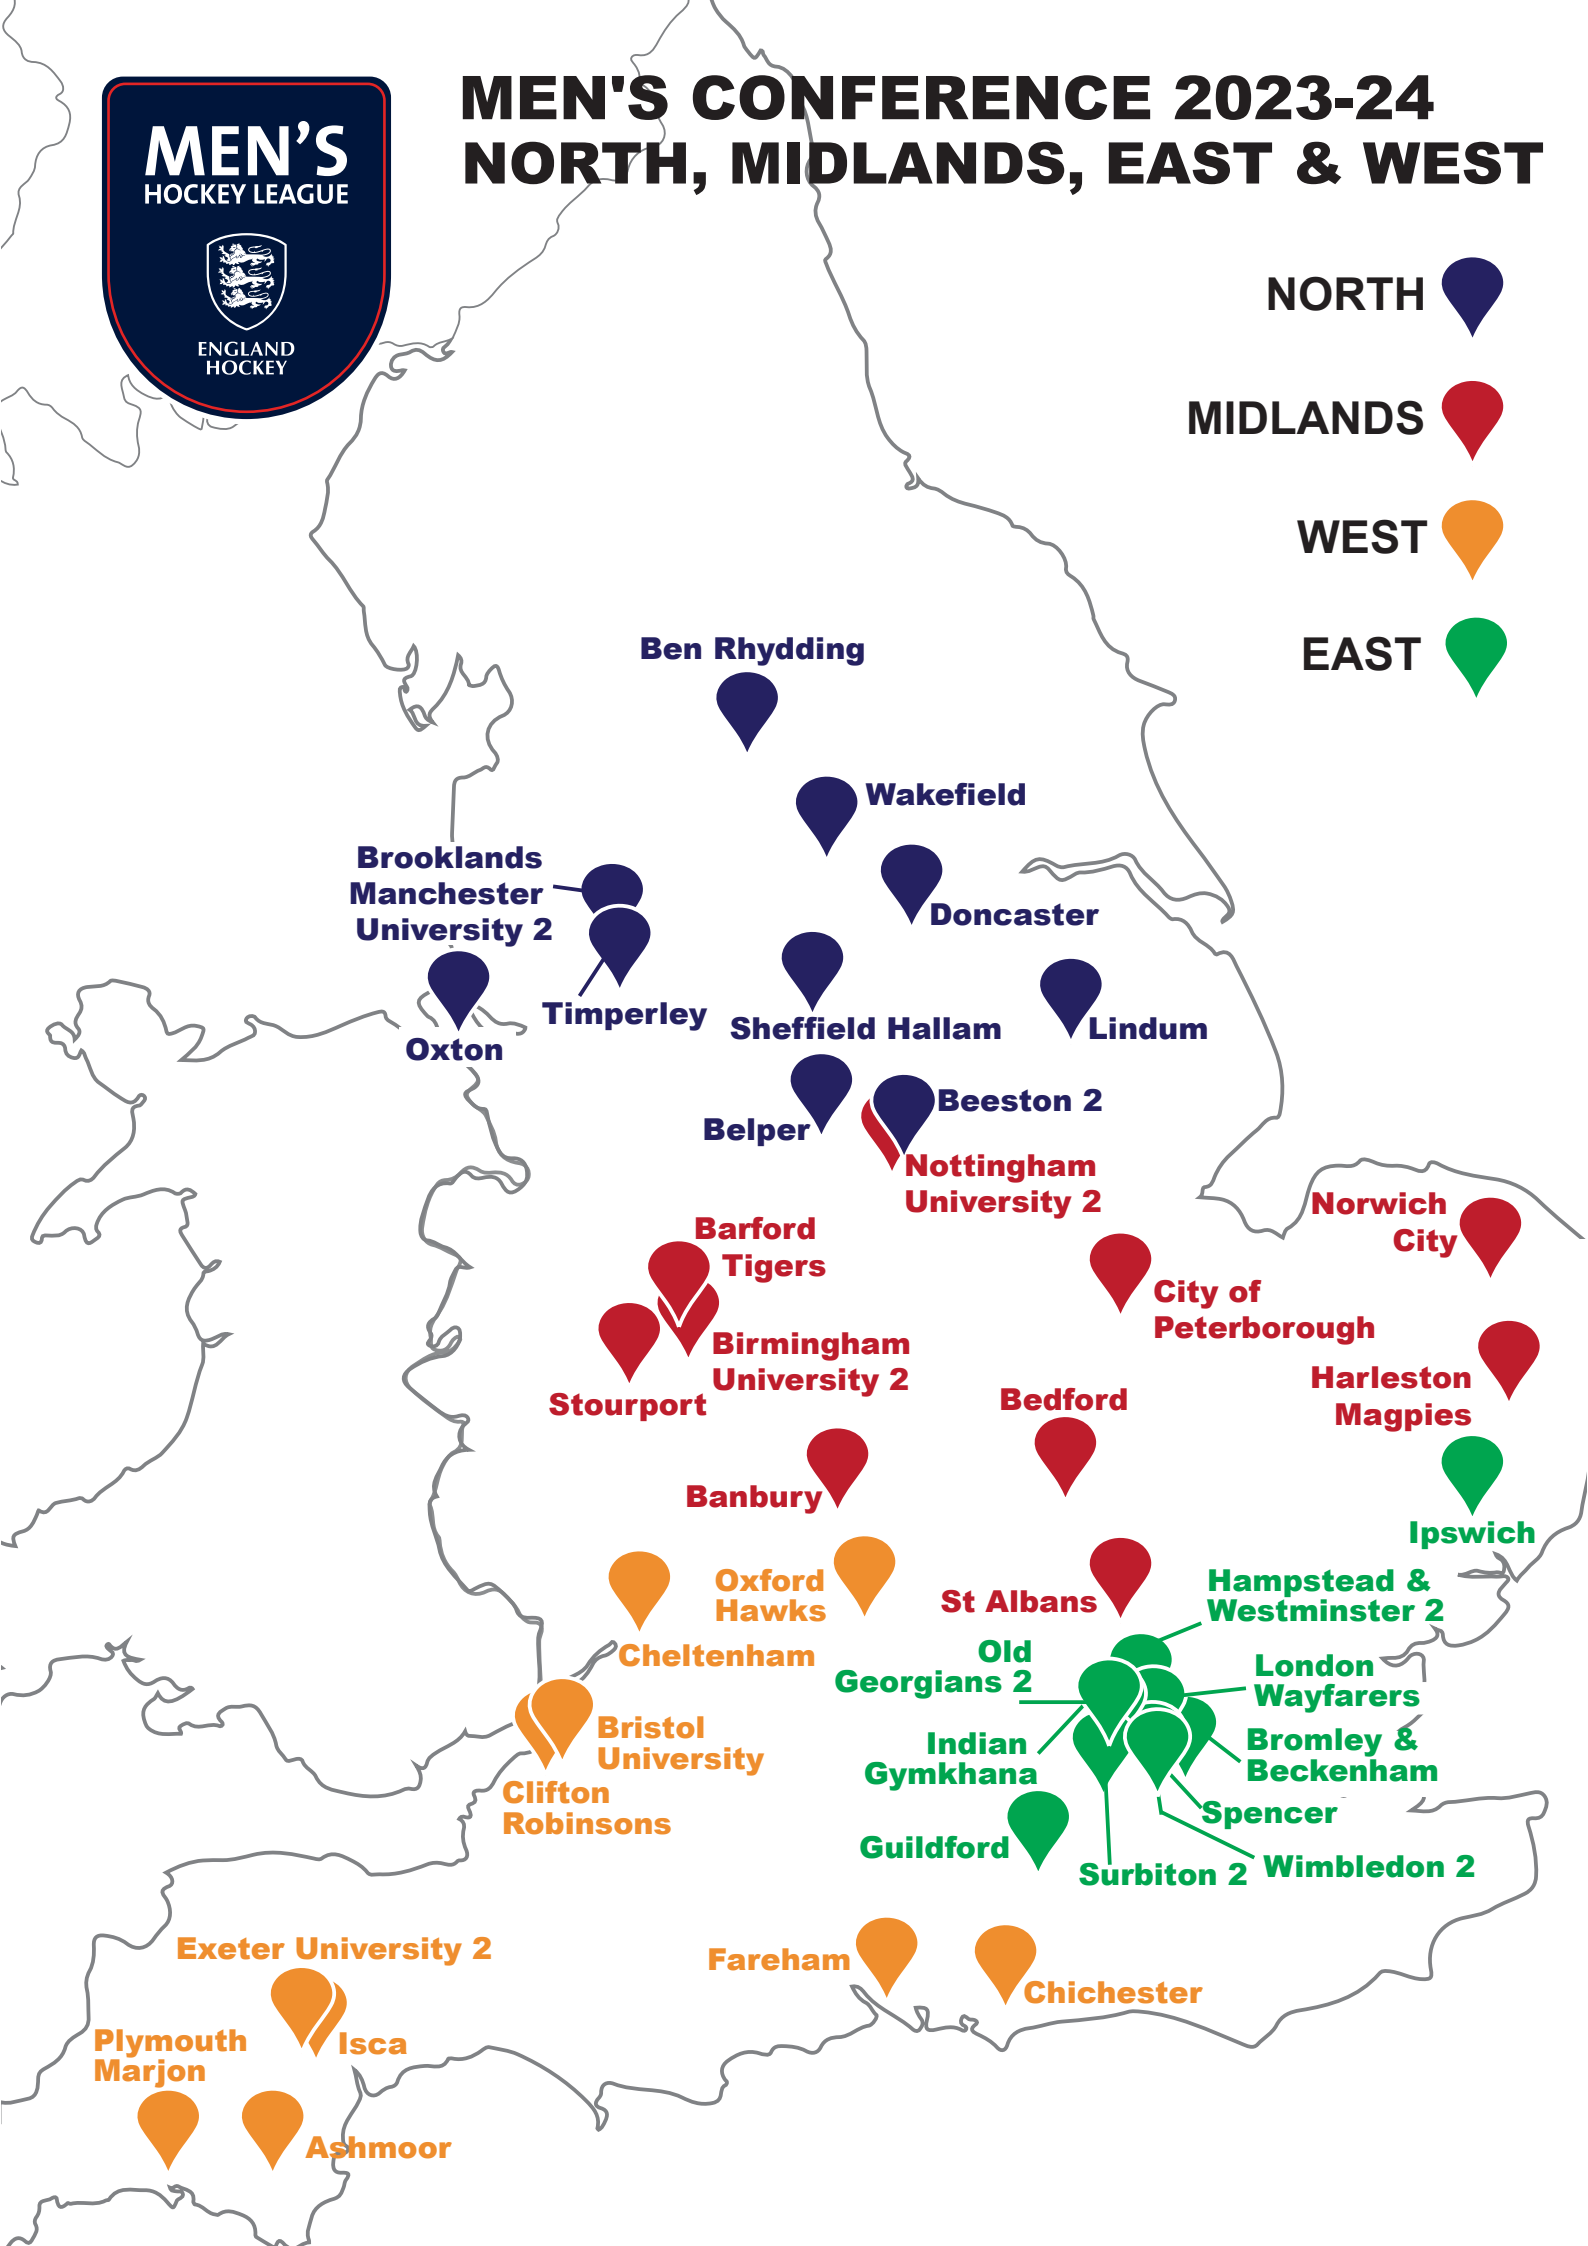 MEN'S CONFERENCE 2023-24
NORTH, MIDLANDS, EAST & WEST
MEN'S
HOCKEY LEAGUE
ENGLAND
HOCKEY
NORTH
MIDLANDS
WEST
EAST
Ben Rhydding
Wakefield
Brooklands
Manchester
University 2
Doncaster
Timperley
Oxton
Sheffield Hallam
Lindum
Belper
Beeston 2
Nottingham
University 2
Norwich
City
Barford
Tigers
City of
Peterborough
Birmingham
University 2
Stourport
Harleston
Magpies
Bedford
Banbury
Ipswich
Oxford
Hawks
St Albans
Hampstead &
Westminster 2
Cheltenham
Old
Georgians 2
London
Wayfarers
Bristol
University
Indian
Gymkhana
Bromley &
Beckenham
Clifton
Robinsons
Spencer
Guildford
Surbiton 2
Wimbledon 2
Exeter University 2
Fareham
Chichester
Plymouth
Marjon
Isca
Ashmoor